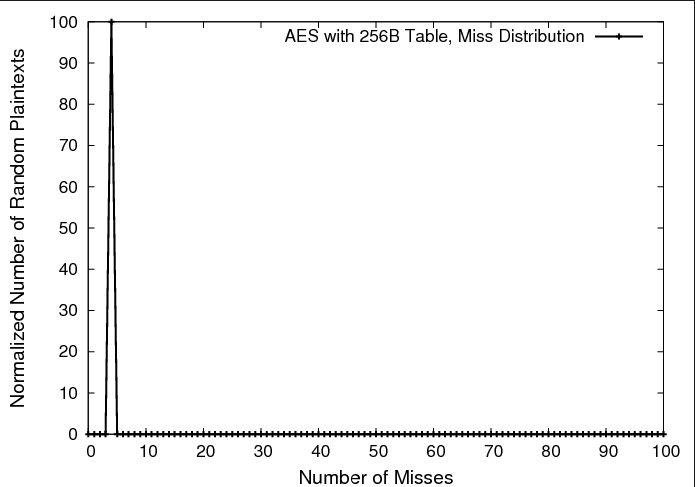 AES with 256B Table, Miss Distribution
Normalized Number of Random Plaintexts
100
90
80
70
60
50
40
30
20
10
0
0 10 20 30 40 50 60 70 80 90 100
Number of Misses